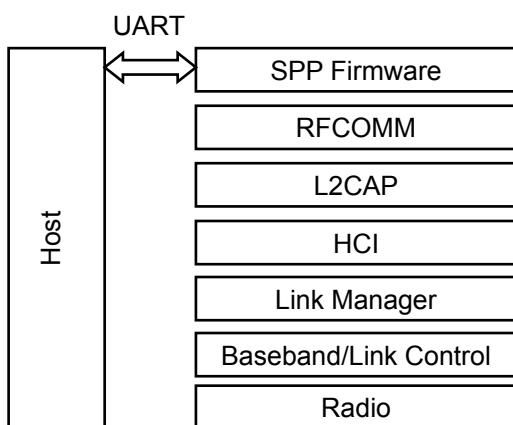 UART
SPP Firmware
RFCOMM
L2CAP
HCI
Host
Link Manager
Baseband/Link Control
Radio